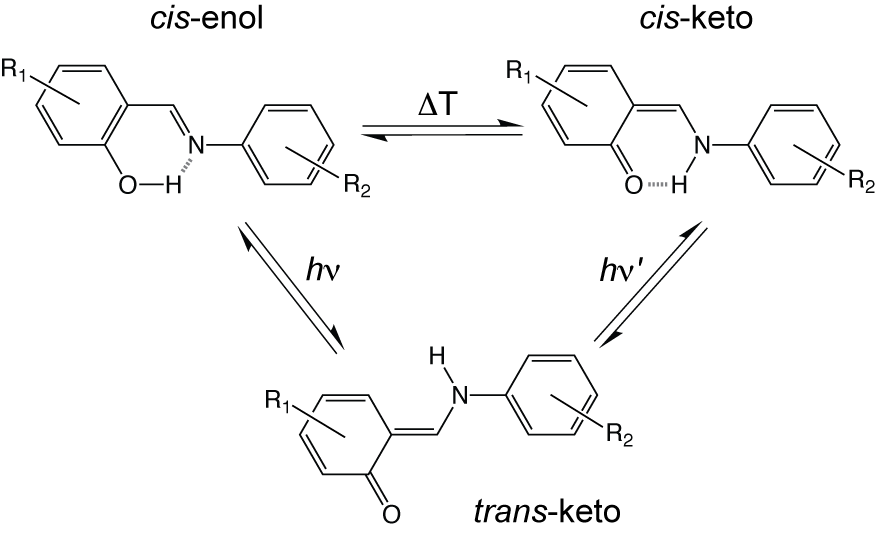 cis-enol
cis-keto
R1
R1
ΔT
N
N
O H
O H
R2
R2
hν
hν'
H
R1
N
R2
O
trans-keto